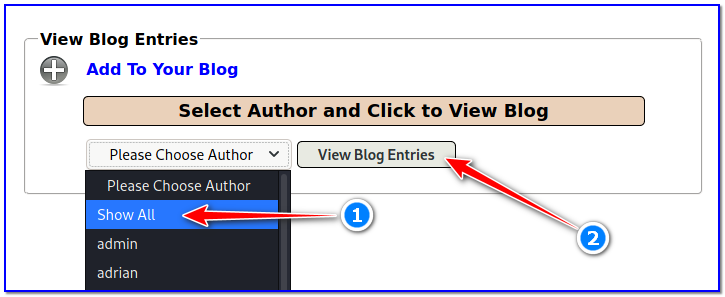 View Blog Entries
Add To Your Blog
Select Author and Click to View Blog
Please Choose Author View Blog Entries
Please Choose Author
Show All 1
admin 2
adrian